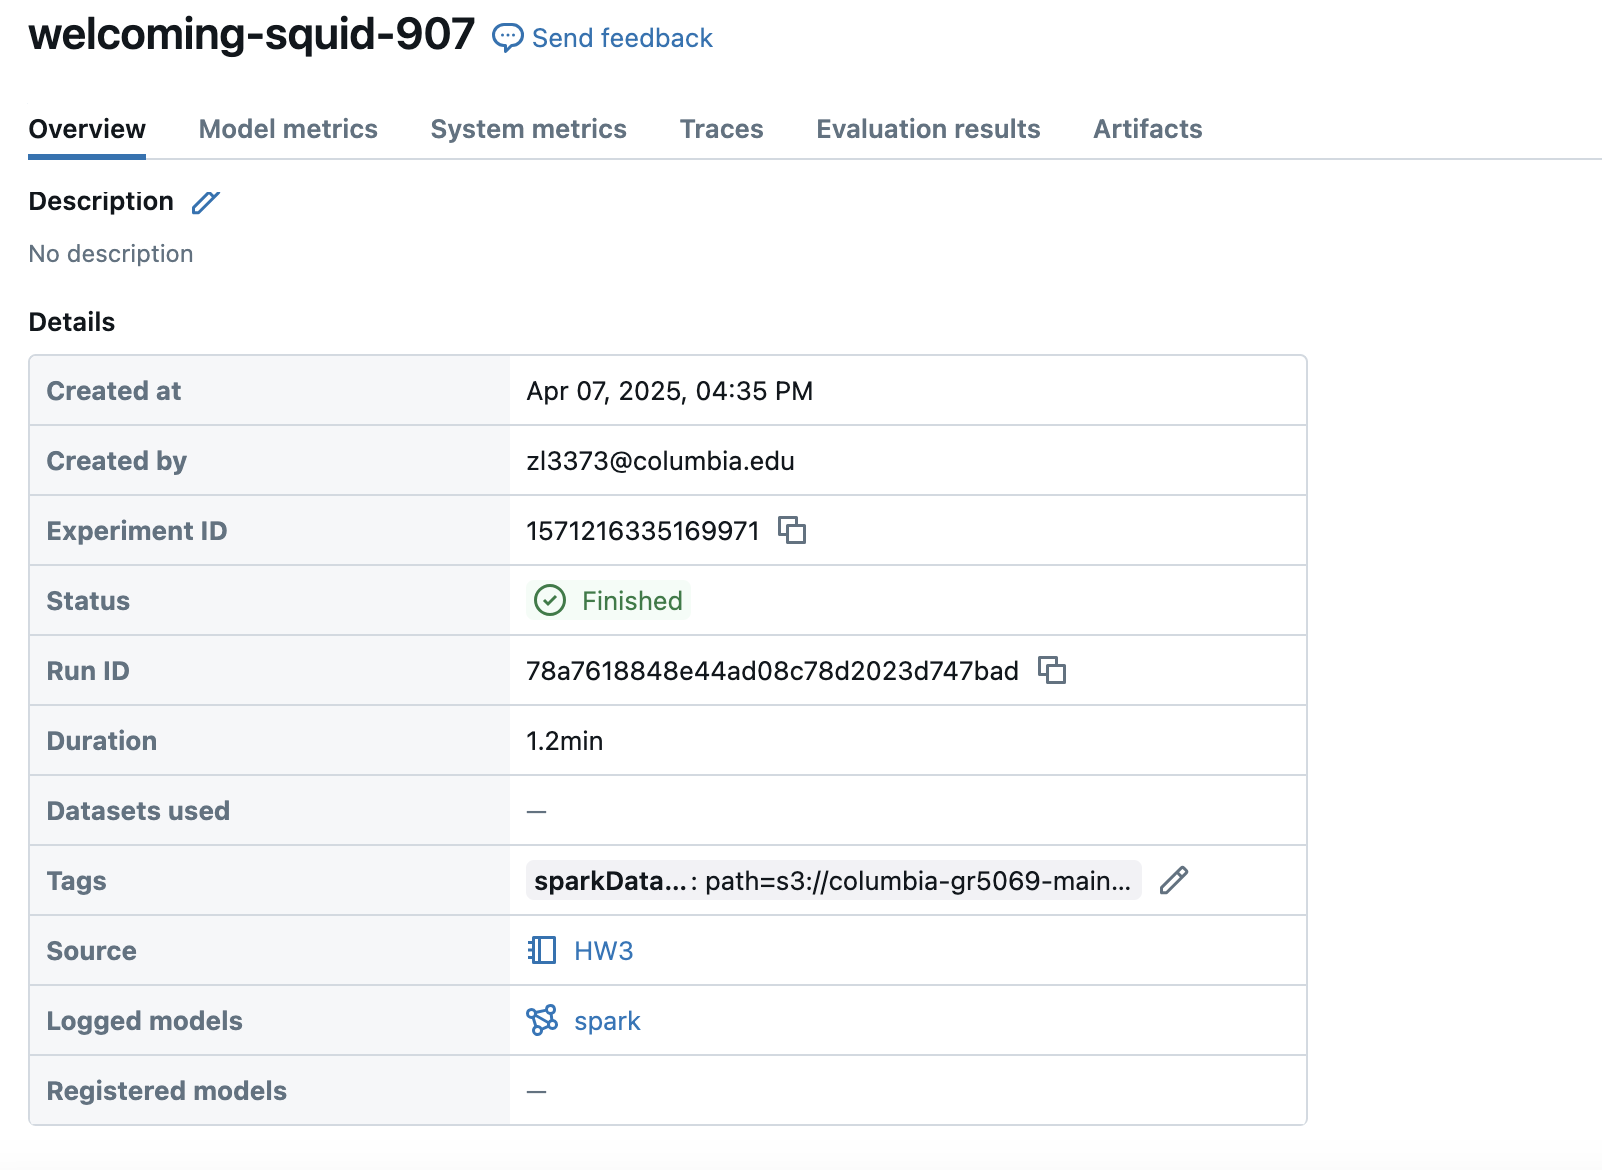 welcoming-squid-907 Send feedback
Overview Model metrics System metrics Traces Evaluation results Artifacts
Description
No description
Details
Created at Apr 07, 2025, 04:35 PM
Created by zl3373@columbia.edu
Experiment ID 1571216335169971
Status Finished
Run ID 78a7618848e44ad08c78d2023d747bad
Duration 1.2min
Datasets used —
Tags sparkData...: path=s3://columbia-gr5069-main...
Source HW3
Logged models spark
Registered models —